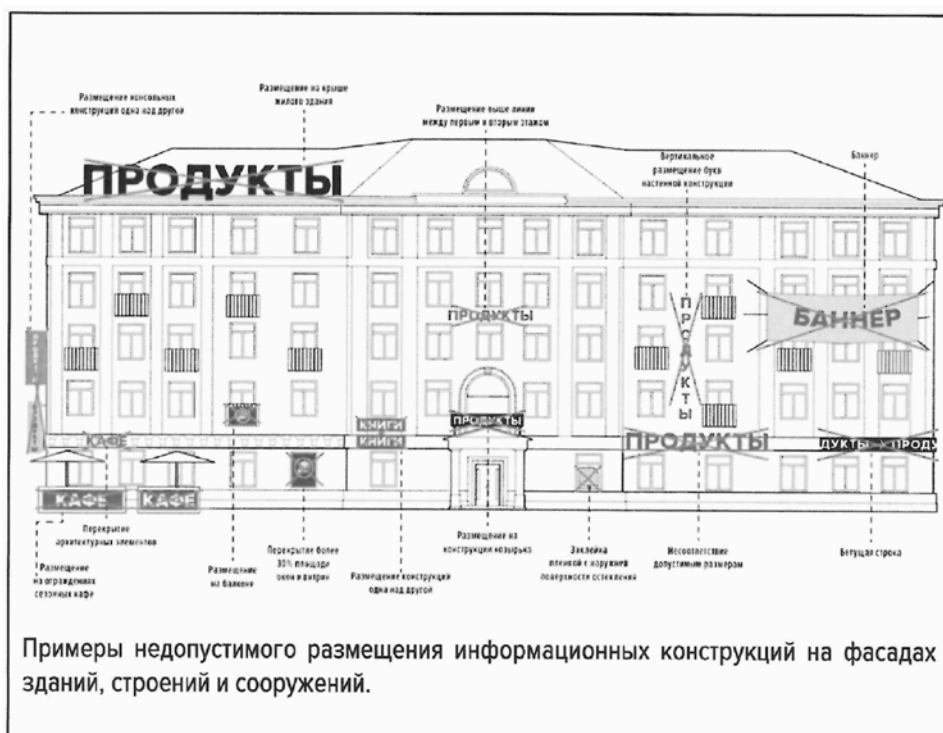 Размещение консольных
конструкций одна над другой
Размещение на крыше
жилого здания
Размещение выше линии
между первым и вторым этажом
Вертикальное
размещение букв
настенной конструкции
Баннер
ПРОДУКТЫ
ПРОДУКТЫ
ПРОДУКТЫ
БАННЕР
КНИГИ
КНИГИ
ПРОДУКТЫ
КАФЕ
ПРОДУКТЫ
ДУКТЫ
ПРОДУ
КАФЕ
КАФЕ
Перекрытие
архитектурных элементов
Размещение
на ограждениях
сезонных кафе
Размещение
на балконе
Перекрытие более
30% площади
окон и витрин
Размещение конструкций
одна над другой
Размещение на
конструкции козырька
Заклейка
пленкой с наружней
поверхности остекления
Несоответствие
допустимым размерам
Бегущая строка
Примеры недопустимого размещения информационных конструкций на фасадах
зданий, строений и сооружений.